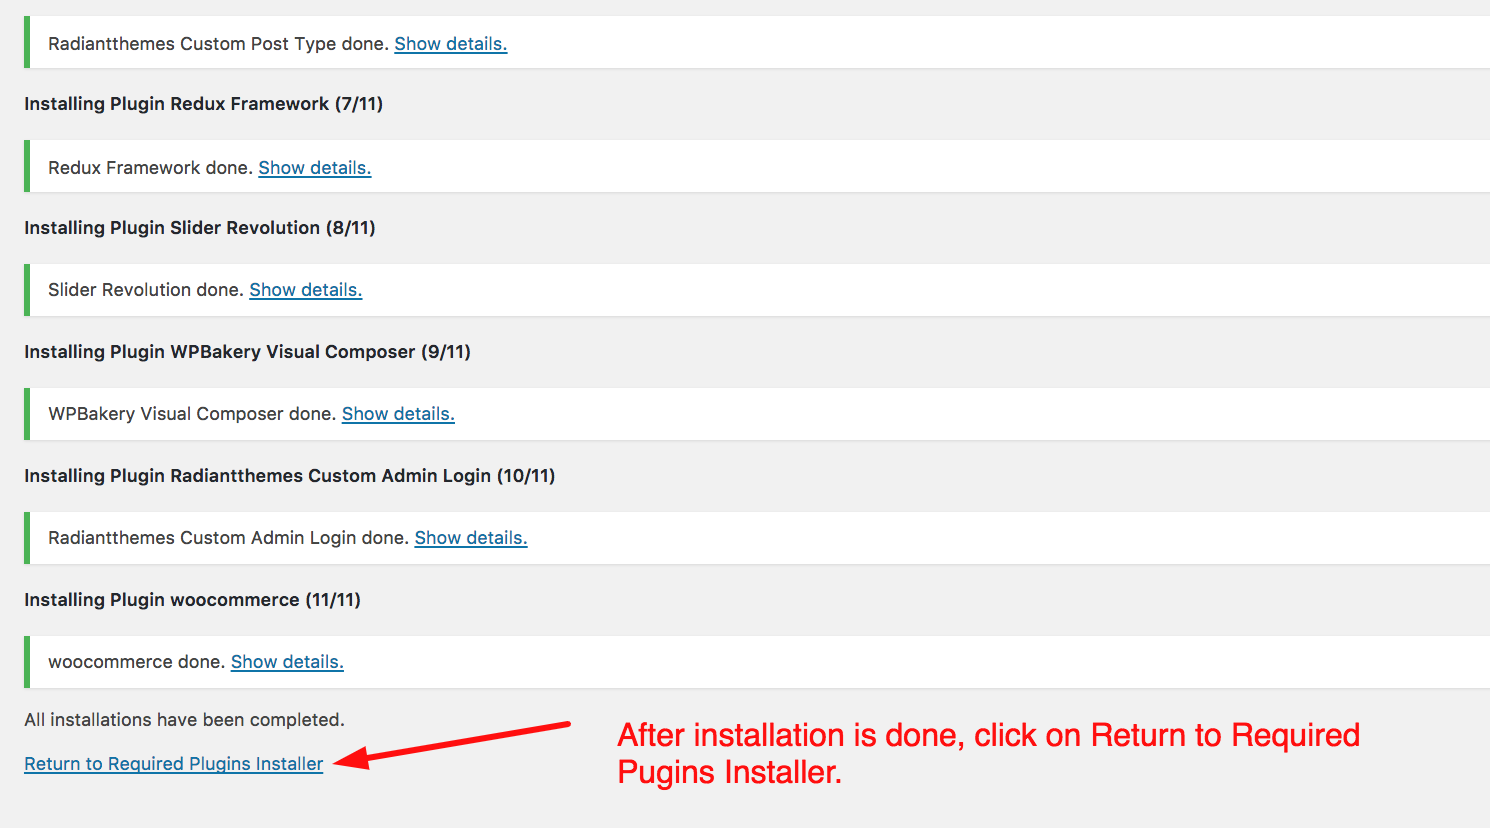 Radiantthemes Custom Post Type done. Show details.
Installing Plugin Redux Framework (7/11)
Redux Framework done. Show details.
Installing Plugin Slider Revolution (8/11)
Slider Revolution done. Show details.
Installing Plugin WPBakery Visual Composer (9/11)
WPBakery Visual Composer done. Show details.
Installing Plugin Radiantthemes Custom Admin Login (10/11)
Radiantthemes Custom Admin Login done. Show details.
Installing Plugin woocommerce (11/11)
woocommerce done. Show details.
All installations have been completed.
Return to Required Plugins Installer
After installation is done, click on Return to Required
Pugins Installer.